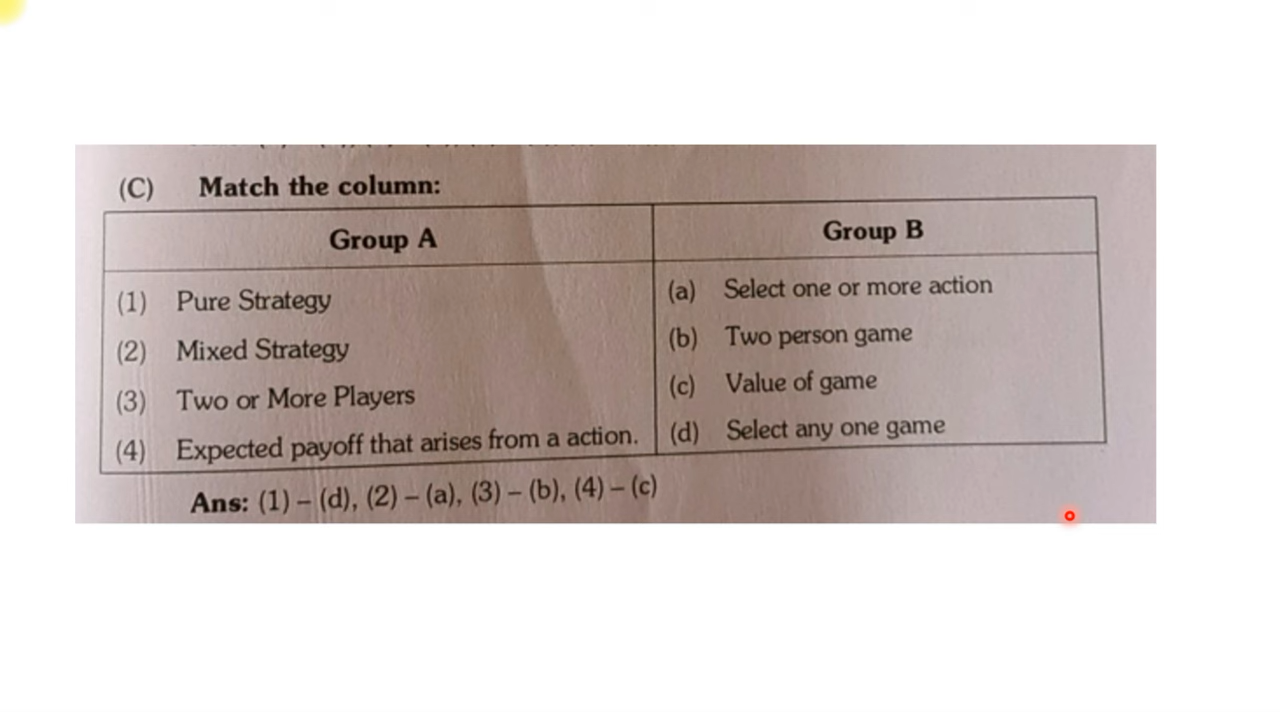 (C) Match the column:
Group A
Group B
(1) Pure Strategy
(a) Select one or more action
(2) Mixed Strategy
(b) Two person game
(3) Two or More Players
(c) Value of game
(4) Expected payoff that arises from a action.
(d) Select any one game
Ans: (1) – (d), (2) – (a), (3) – (b), (4) – (c)